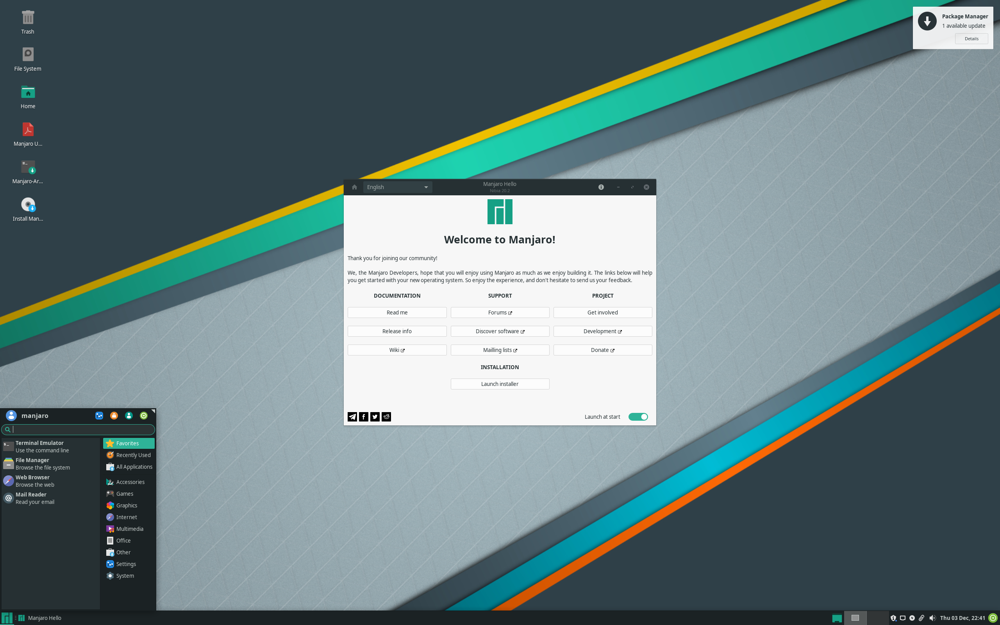 Trash
File System
Home
Manjaro U...
Manjaro-Ar...
Install Man...
Package Manager
1 available update
Details
English
Manjaro Hello
Nibia 20.2
Welcome to Manjaro!
Thank you for joining our community!
We, the Manjaro Developers, hope that you will enjoy using Manjaro as much as we enjoy building it. The links below will help
you get started with your new operating system. So enjoy the experience, and don't hesitate to send us your feedback.
DOCUMENTATION SUPPORT PROJECT
Read me Forums Get involved
Release info Discover software Development
Wiki Mailling lists Donate
INSTALLATION
Launch installer
Launch at start
manjaro
Terminal Emulator
Use the command line
File Manager
Browse the file system
Web Browser
Browse the web
Mail Reader
Read your email
Favorites
Recently Used
All Applications
Accessories
Games
Graphics
Internet
Multimedia
Office
Other
Settings
System
Manjaro Hello
Thu 03 Dec, 22:41